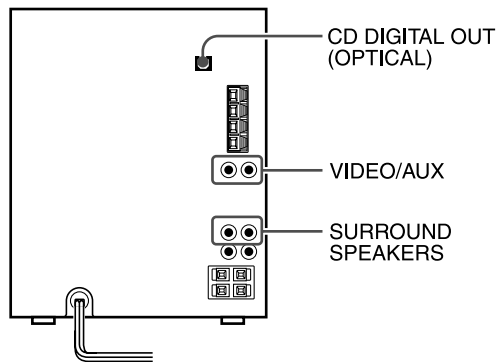 CD DIGITAL OUT
(OPTICAL)
VIDEO/AUX
SURROUND
SPEAKERS